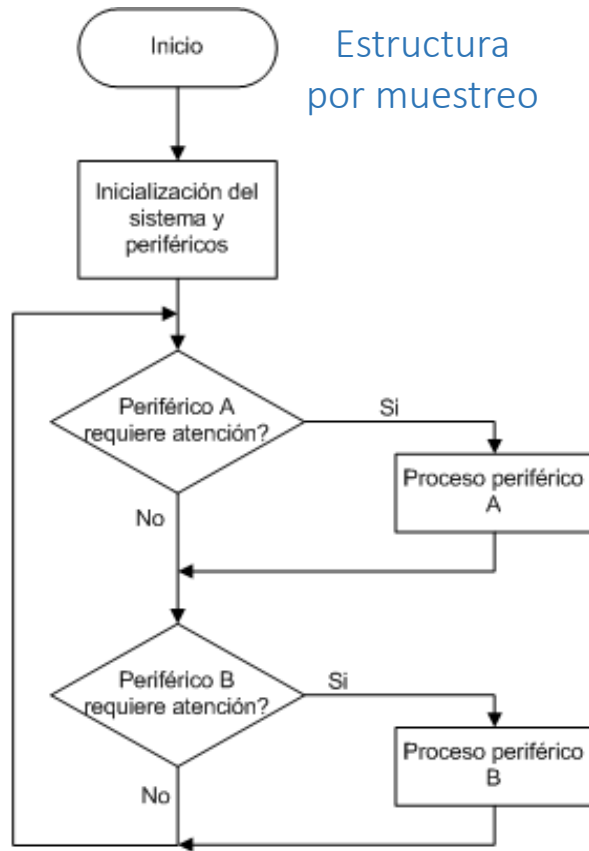 Inicio
Estructura
por muestreo
Inicialización del
sistema y
periféricos
Periférico A
requiere atención?
Si
Proceso periférico
A
No
Periférico B
requiere atención?
Si
Proceso periférico
B
No